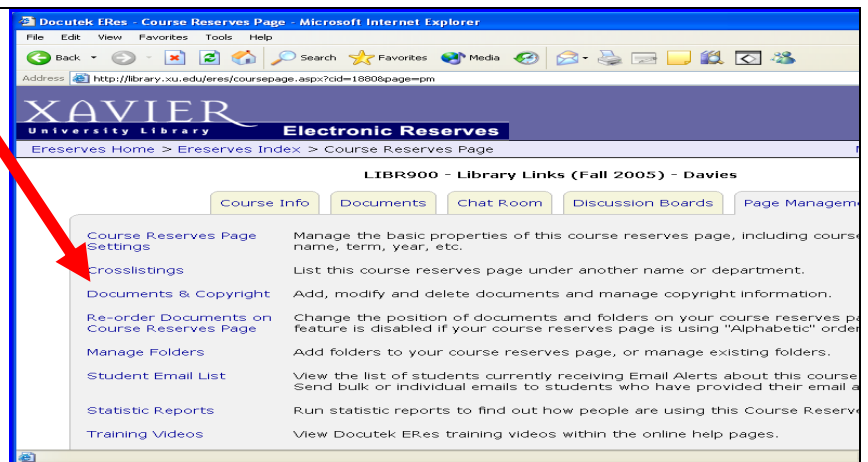 Docutek ERes - Course Reserves Page - Microsoft Internet Explorer
File Edit View Favorites Tools Help
Back Search Favorites Media
Address http://library.xu.edu/eres/coursepage.aspx?cid=1880&page=pm
XAVIER
University Library Electronic Reserves
Ereserves Home > Ereserves Index > Course Reserves Page
LIBR900 - Library Links (Fall 2005) - Davies
Course Info Documents Chat Room Discussion Boards Page Managem
Course Reserves Page Manage the basic properties of this course reserves page, including course
Settings name, term, year, etc.
Crosslistings List this course reserves page under another name or department.
Documents & Copyright Add, modify and delete documents and manage copyright information.
Re-order Documents on Change the position of documents and folders on your course reserves pa
Course Reserves Page feature is disabled if your course reserves page is using "Alphabetic" order
Manage Folders Add folders to your course reserves page, or manage existing folders.
Student Email List View the list of students currently receiving Email Alerts about this course
Send bulk or individual emails to students who have provided their email a
Statistic Reports Run statistic reports to find out how people are using this Course Reserve
Training Videos View Docutek ERes training videos within the online help pages.